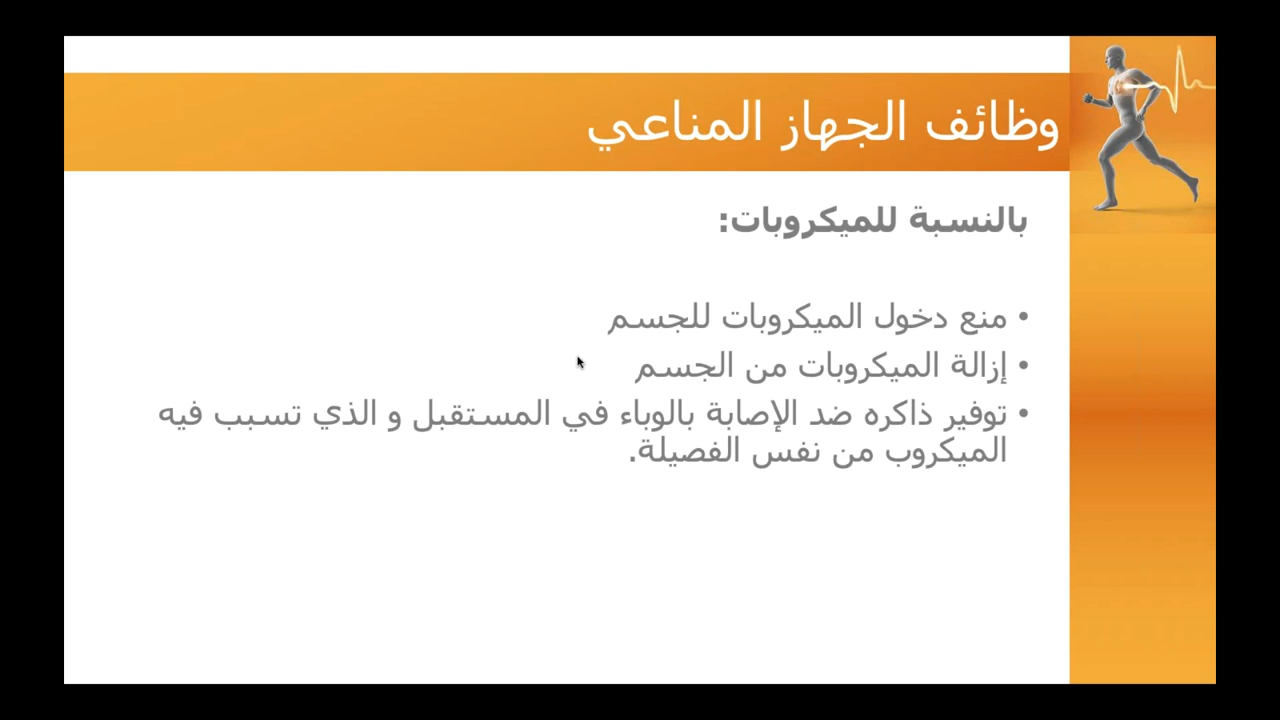 وظائف الجهاز المناعي
بالنسبة للميكروبات:
• منع دخول الميكروبات للجسم
• إزالة الميكروبات من الجسم
• توفير ذاكره ضد الإصابة بالوباء في المستقبل و الذي تسبب فيه
الميكروب من نفس الفصيلة.